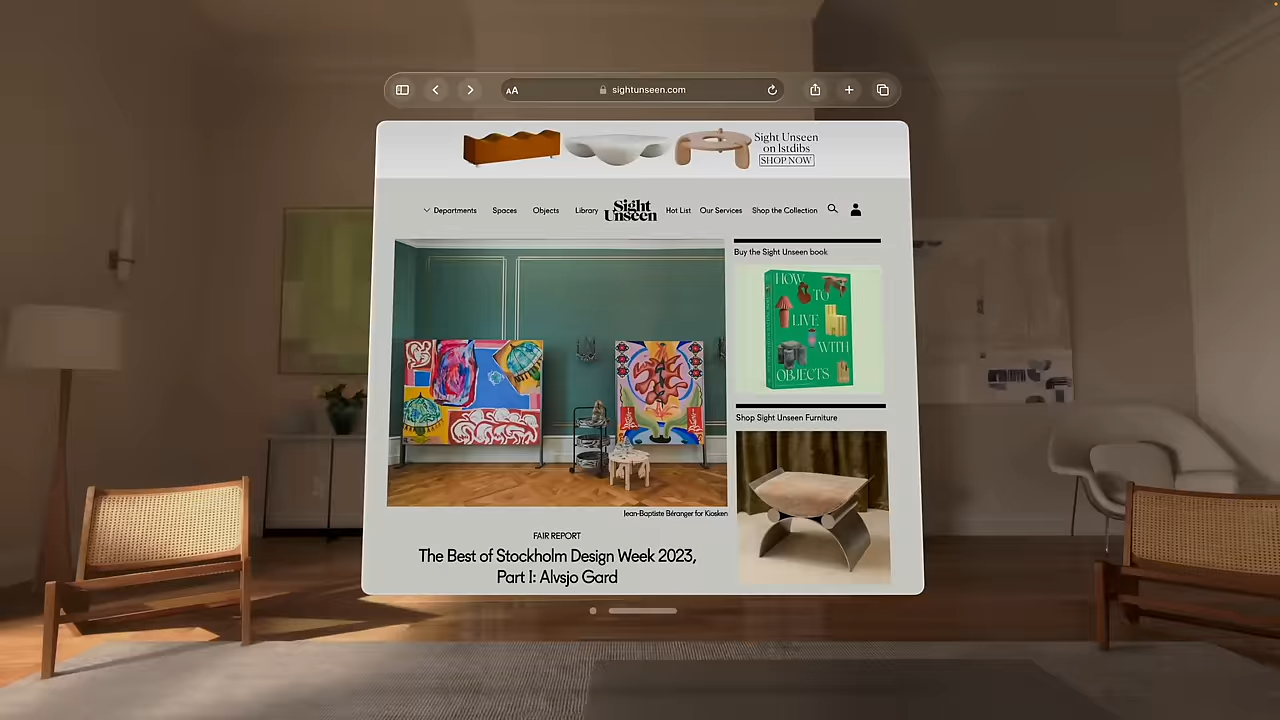 AA
sightunseen.com
Sight Unseen
on 1stdibs
SHOP NOW
Departments
Spaces
Objects
Library
Sight
Unseen
Hot List
Our Services
Shop the Collection
Buy the Sight Unseen book
HOW
TO
LIVE
WITH
OBJECTS
Shop Sight Unseen Furniture
Jean-Baptiste Béranger for Kiosken
FAIR REPORT
The Best of Stockholm Design Week 2023,
Part I: Alvsjo Gard